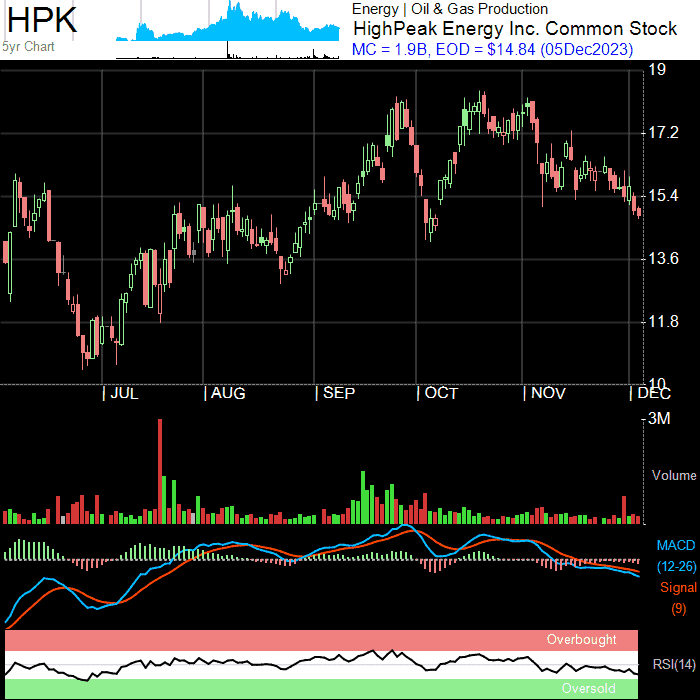 HPK
5yr Chart
Energy | Oil & Gas Production
HighPeak Energy Inc. Common Stock
MC = 1.9B, EOD = $14.84 (05Dec2023)
19
17.2
15.4
13.6
11.8
10
JUL
AUG
SEP
OCT
NOV
DEC
3M
Volume
MACD
(12-26)
Signal
(9)
Overbought
RSI(14)
Oversold